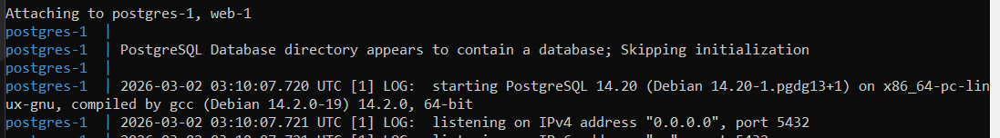 Attaching to postgres-1, web-1
postgres-1  |
postgres-1  | PostgreSQL Database directory appears to contain a database; Skipping initialization
postgres-1  |
postgres-1  | 2026-03-02 03:10:07.720 UTC [1] LOG:  starting PostgreSQL 14.20 (Debian 14.20-1.pgdg13+1) on x86_64-pc-lin
ux-gnu, compiled by gcc (Debian 14.2.0-19) 14.2.0, 64-bit
postgres-1  | 2026-03-02 03:10:07.721 UTC [1] LOG:  listening on IPv4 address "0.0.0.0", port 5432